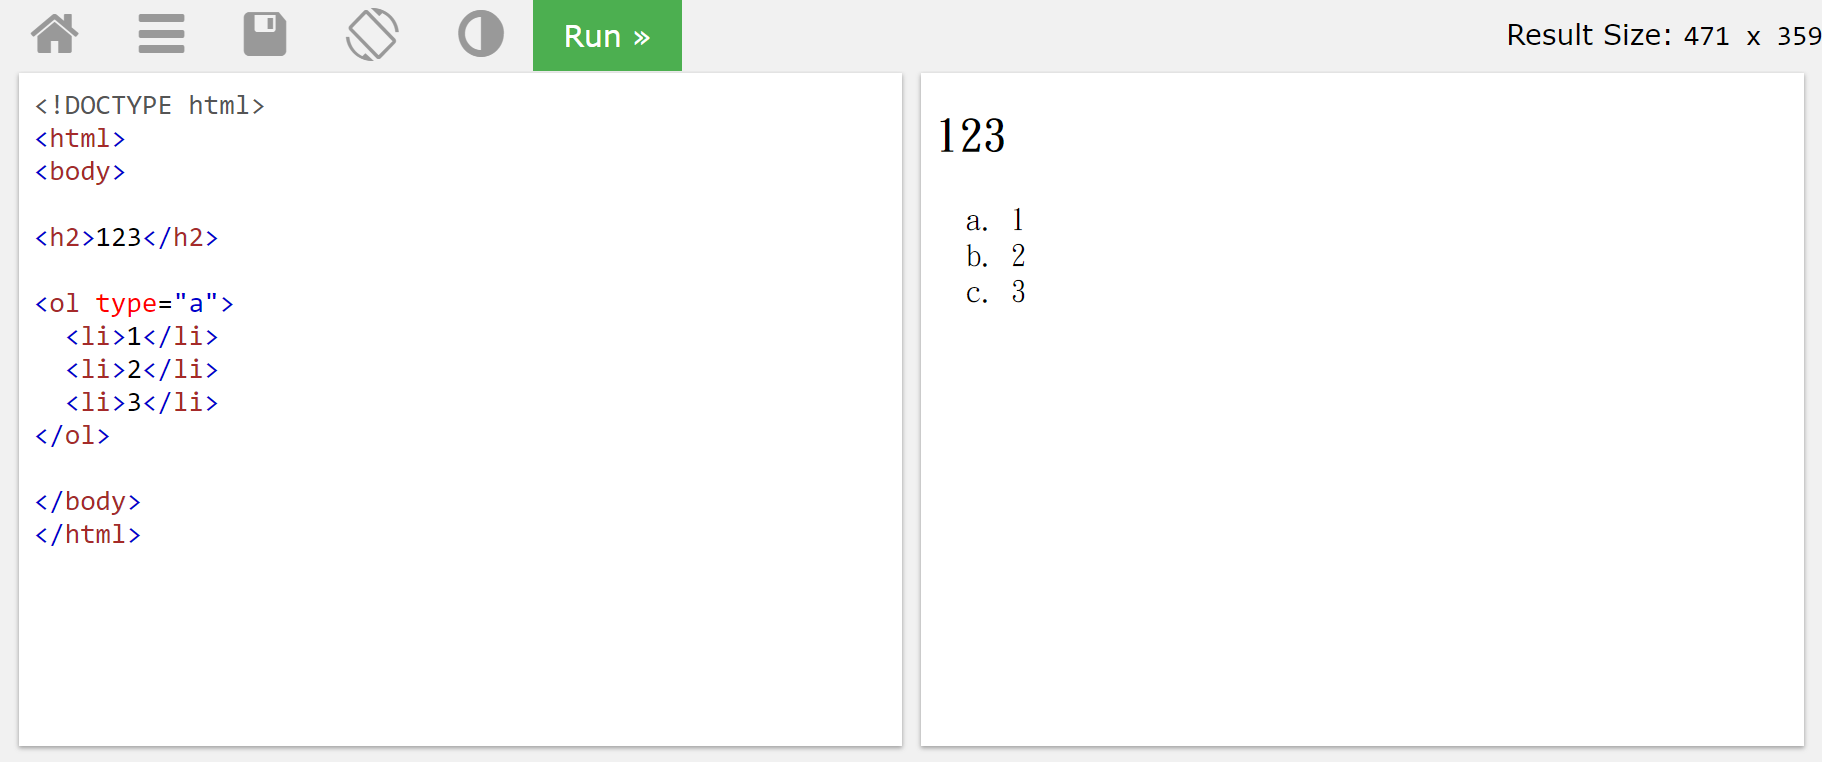 Run »
Result Size: 471 x 359
<!DOCTYPE html>
<html>
<body>
<h2>123</h2>
<ol type="a">
  <li>1</li>
  <li>2</li>
  <li>3</li>
</ol>
</body>
</html>
123
a. 1
b. 2
c. 3